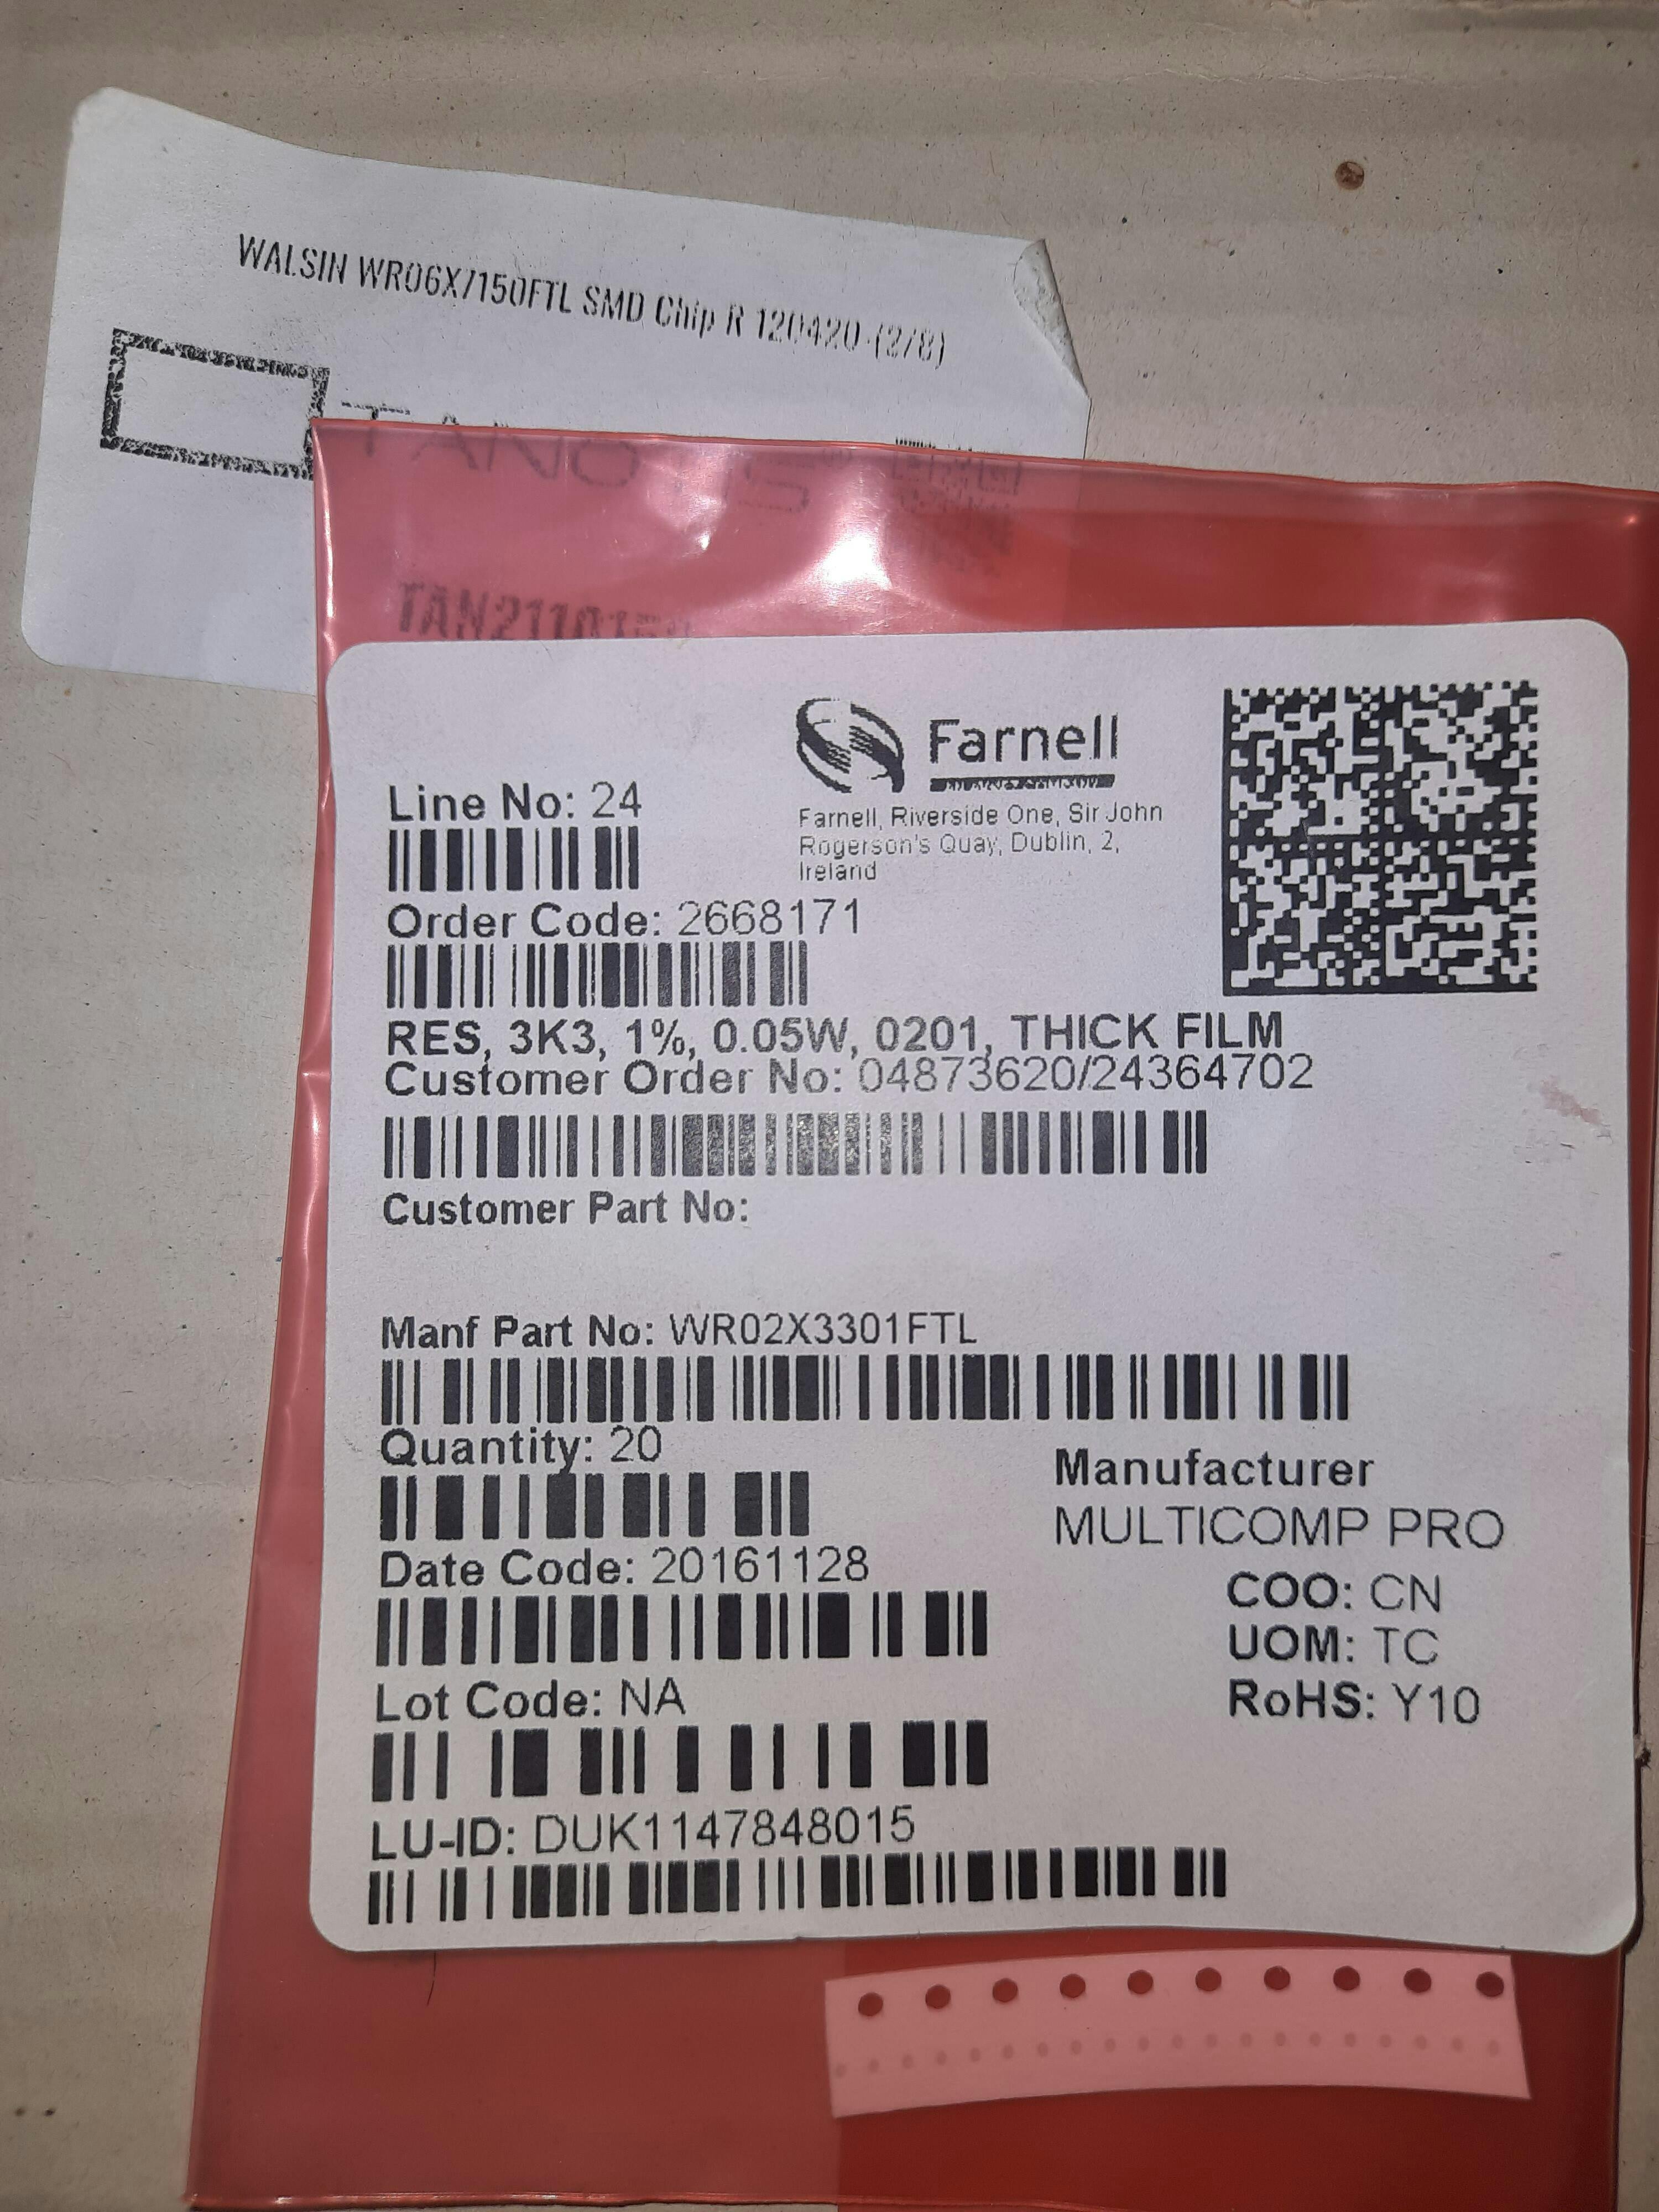 WALSIN WR06X7150FTL SMD Chip R 120420 (2/8)
TANOTIS
Farnell
Farnell, Riverside One, Sir John
Rogerson's Quay, Dublin, 2,
Ireland
Line No: 24
Order Code: 2668171
RES, 3K3, 1%, 0.05W, 0201, THICK FILM
Customer Order No: 04873620/24364702
Customer Part No:
Manf Part No: WR02X3301FTL
Quantity: 20
Manufacturer
MULTICOMP PRO
Date Code: 20161128
COO: CN
UOM: TC
Lot Code: NA
RoHS: Y10
LU-ID: DUK1147848015